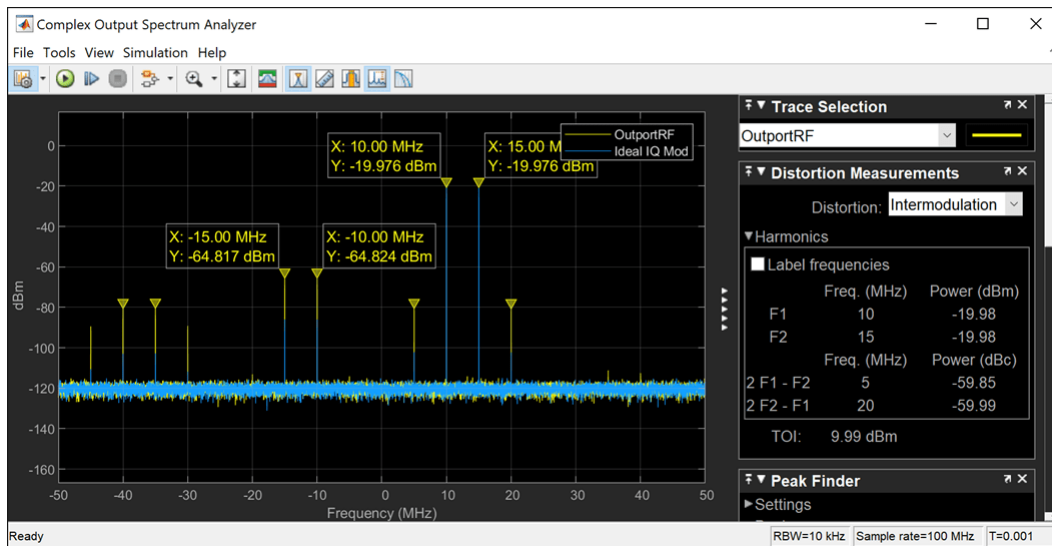 Complex Output Spectrum Analyzer
File Tools View Simulation Help
0
-20
-40
-60
-80
-100
-120
-140
-160
dBm
-50 -40 -30 -20 -10 0 10 20 30 40 50
Frequency (MHz)
X: -15.00 MHz
Y: -64.817 dBm
X: -10.00 MHz
Y: -64.824 dBm
X: 10.00 MHz
Y: -19.976 dBm
X: 15.00 M
Y: -19.976 dBm
OutportRF
Ideal IQ Mod
Trace Selection
OutportRF
Distortion Measurements
Distortion: Intermodulation
Harmonics
Label frequencies
Freq. (MHz) Power (dBm)
F1 10 -19.98
F2 15 -19.98
Freq. (MHz) Power (dBc)
2 F1 - F2 5 -59.85
2 F2 - F1 20 -59.99
TOI: 9.99 dBm
Peak Finder
Settings
Ready
RBW=10 kHz Sample rate=100 MHz T=0.001